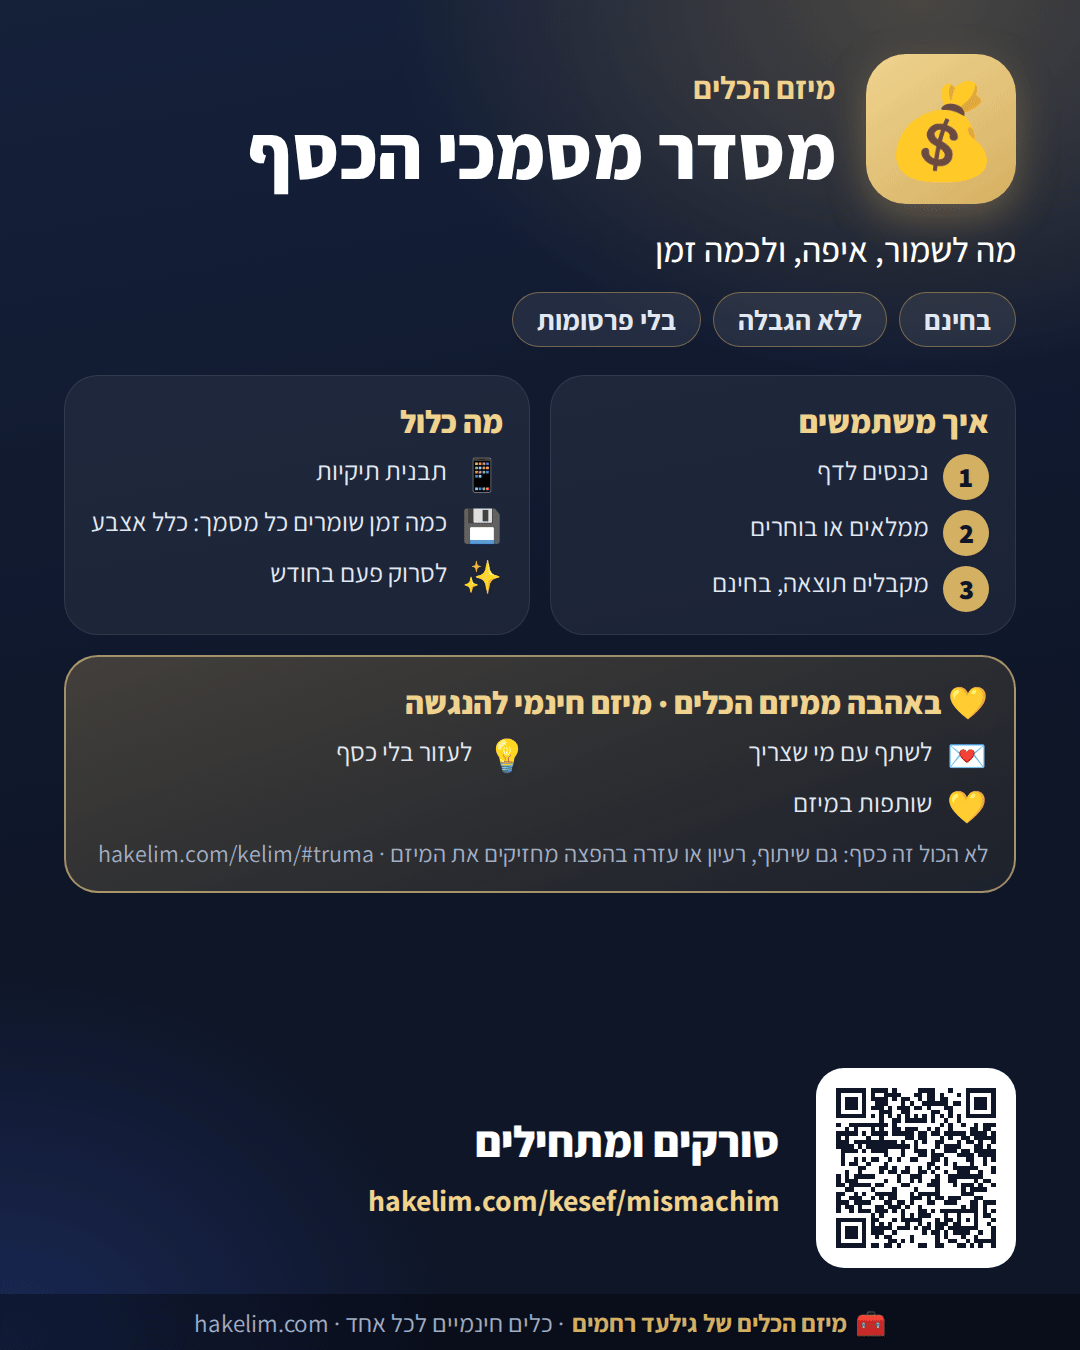 מיזם הכלים
מסדר מסמכי הכסף
מה לשמור, איפה, ולכמה זמן
בחינם
ללא הגבלה
בלי פרסומות
איך משתמשים
1 נכנסים לדף
2 ממלאים או בוחרים
3 מקבלים תוצאה, בחינם
מה כלול
תבנית תיקיות
כמה זמן שומרים כל מסמך: כלל אצבע
לסרוק פעם בחודש
באהבה ממיזם הכלים · מיזם חינמי להנגשה
לשתף עם מי שצריך
לעזור בלי כסף
שותפות במיזם
לא הכול זה כסף: גם שיתוף, רעיון או עזרה בהפצה מחזיקים את המיזם · hakelim.com/kelim/#truma
סורקים ומתחילים
hakelim.com/kesef/mismachim
מיזם הכלים של גילעד רחמים · כלים חינמיים לכל אחד · hakelim.com